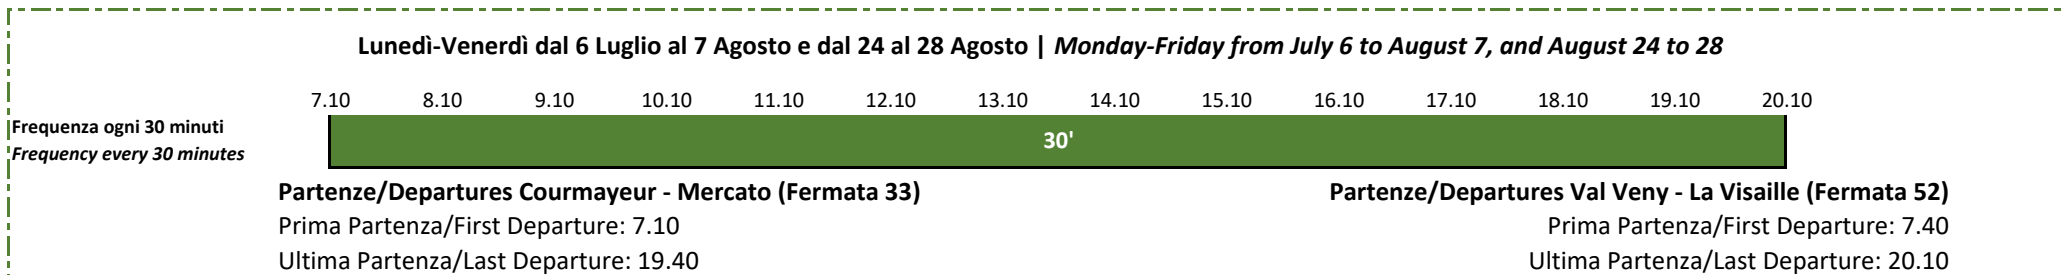 Lunedì-Venerdì dal 6 Luglio al 7 Agosto e dal 24 al 28 Agosto | Monday-Friday from July 6 to August 7, and August 24 to 28
7.10 8.10 9.10 10.10 11.10 12.10 13.10 14.10 15.10 16.10 17.10 18.10 19.10 20.10
Frequenza ogni 30 minuti
Frequency every 30 minutes
30'
Partenze/Departures Courmayeur - Mercato (Fermata 33)
Prima Partenza/First Departure: 7.10
Ultima Partenza/Last Departure: 19.40
Partenze/Departures Val Veny - La Visaille (Fermata 52)
Prima Partenza/First Departure: 7.40
Ultima Partenza/Last Departure: 20.10